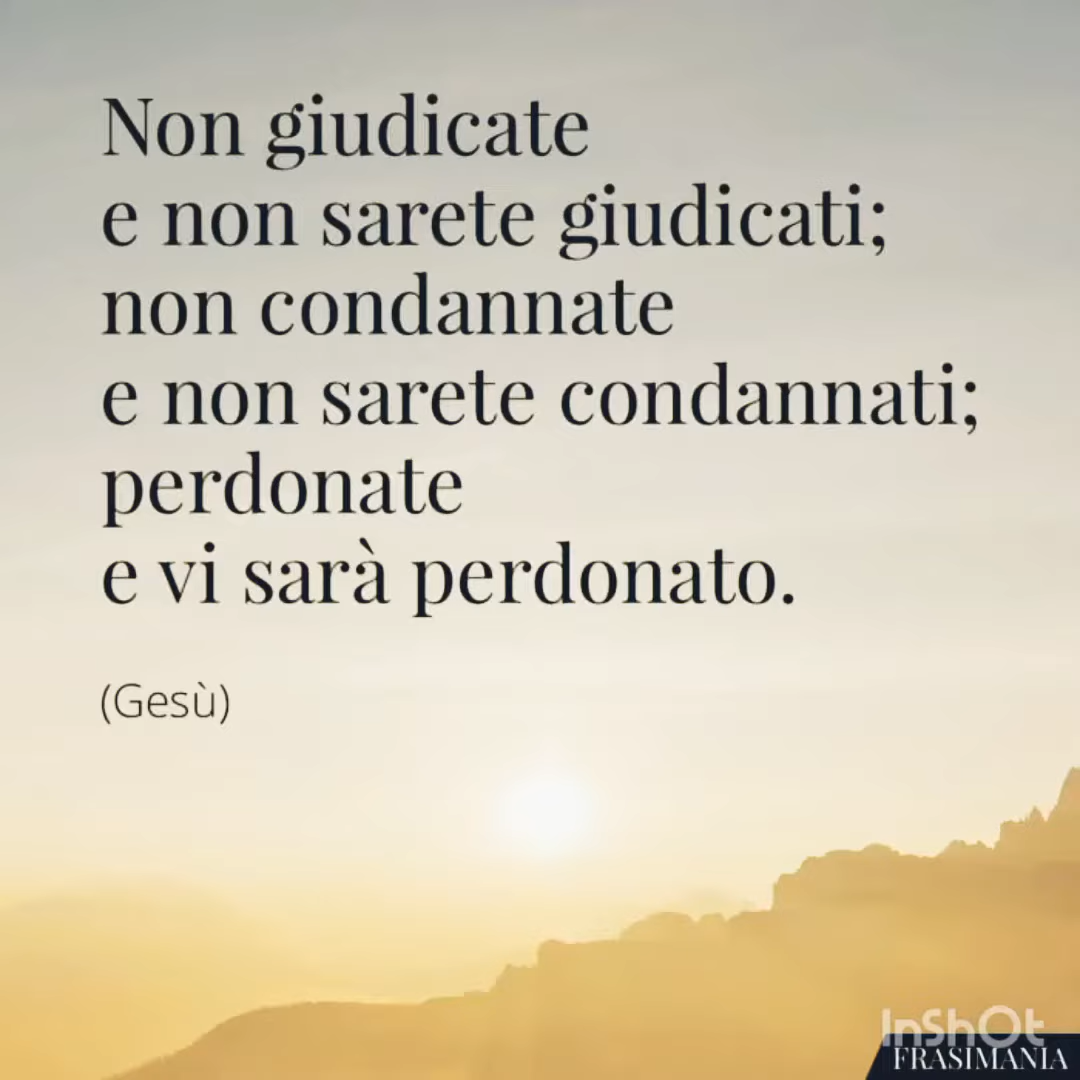 Non giudicate
e non sarete giudicati;
non condannate
e non sarete condannati;
perdonate
e vi sarà perdonato.
(Gesù)
InShOt
FRASIMANIA